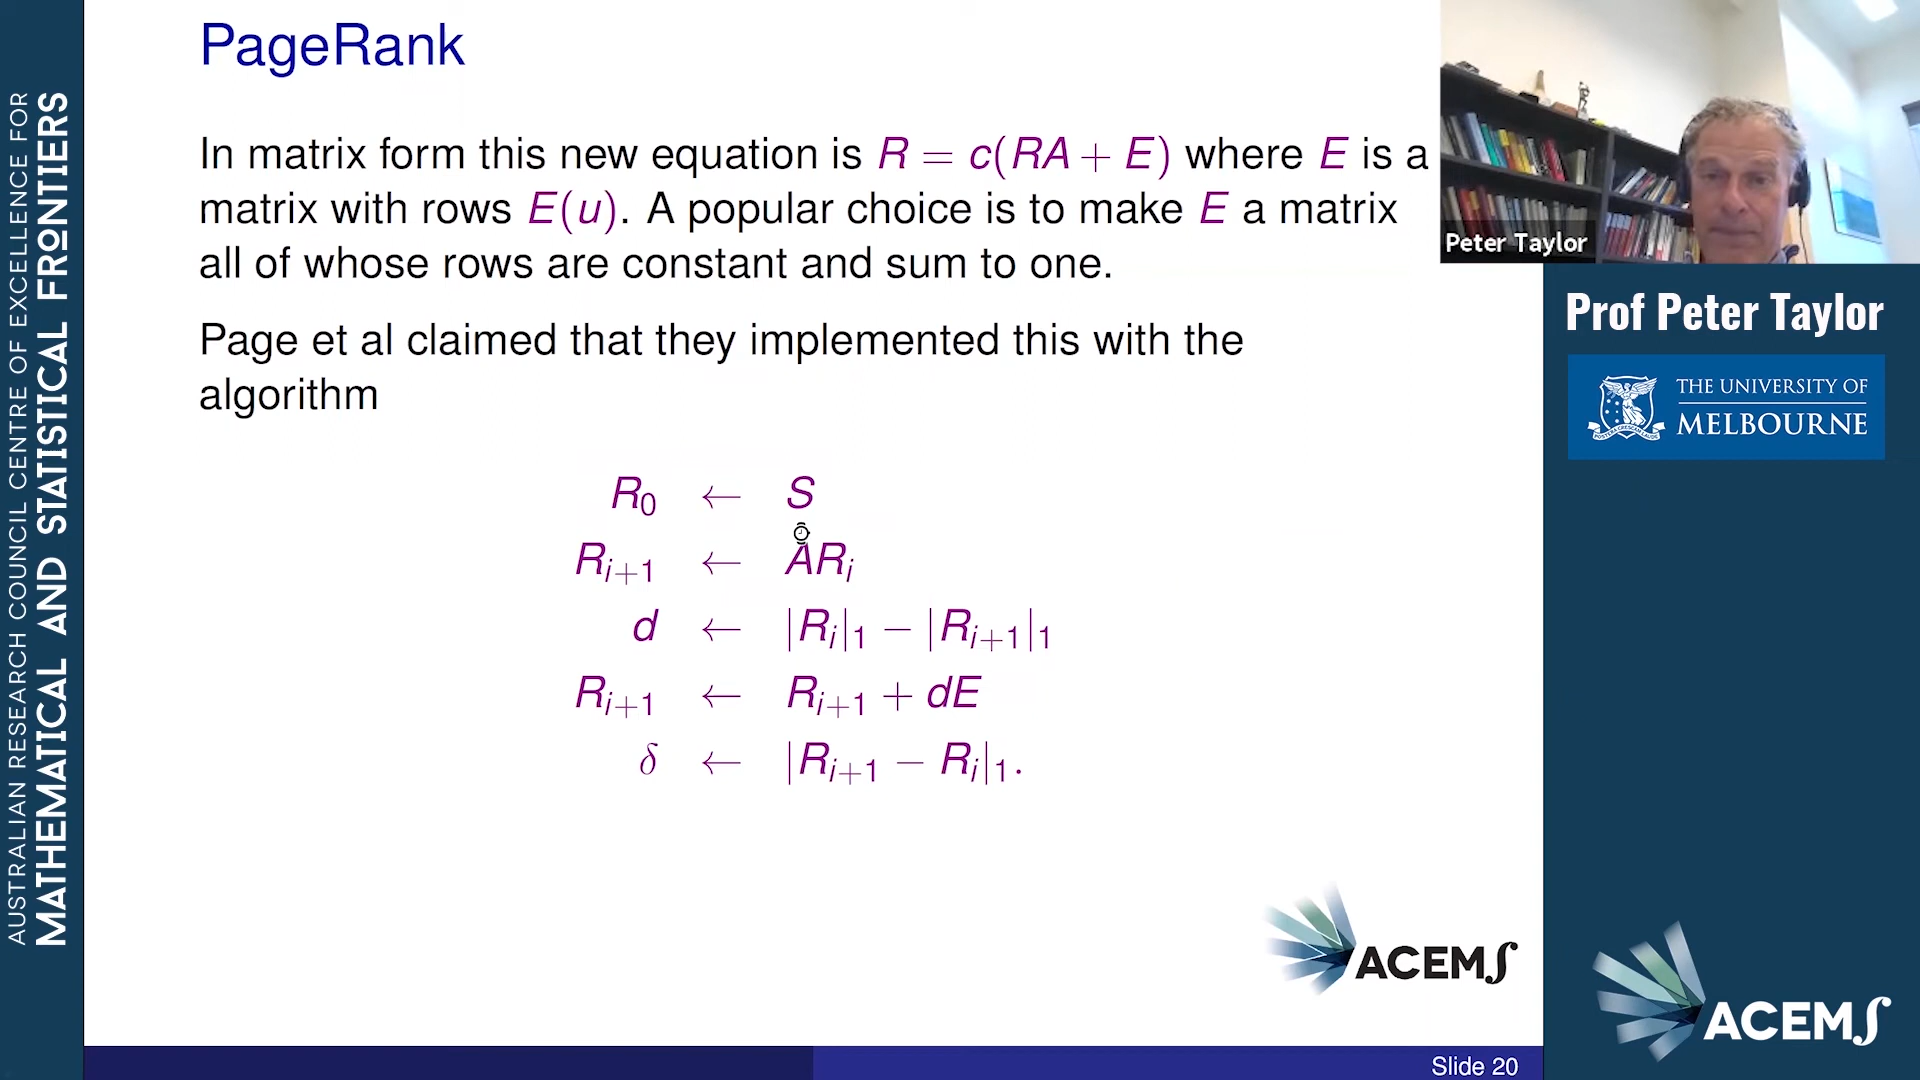 AUSTRALIAN RESEARCH COUNCIL CENTRE OF EXCELLENCE FOR
MATHEMATICAL AND STATISTICAL FRONTIERS
PageRank
In matrix form this new equation is R = c(RA + E) where E is a
matrix with rows E(u). A popular choice is to make E a matrix
all of whose rows are constant and sum to one.
Page et al claimed that they implemented this with the
algorithm
R₀ ← S
Rᵢ₊₁ ← ARᵢ
d ← |Rᵢ|₁ − |Rᵢ₊₁|₁
Rᵢ₊₁ ← Rᵢ₊₁ + dE
δ ← |Rᵢ₊₁ − Rᵢ|₁.
ACEMS
Slide 20
Peter Taylor
Prof Peter Taylor
THE UNIVERSITY OF
MELBOURNE
ACEMS